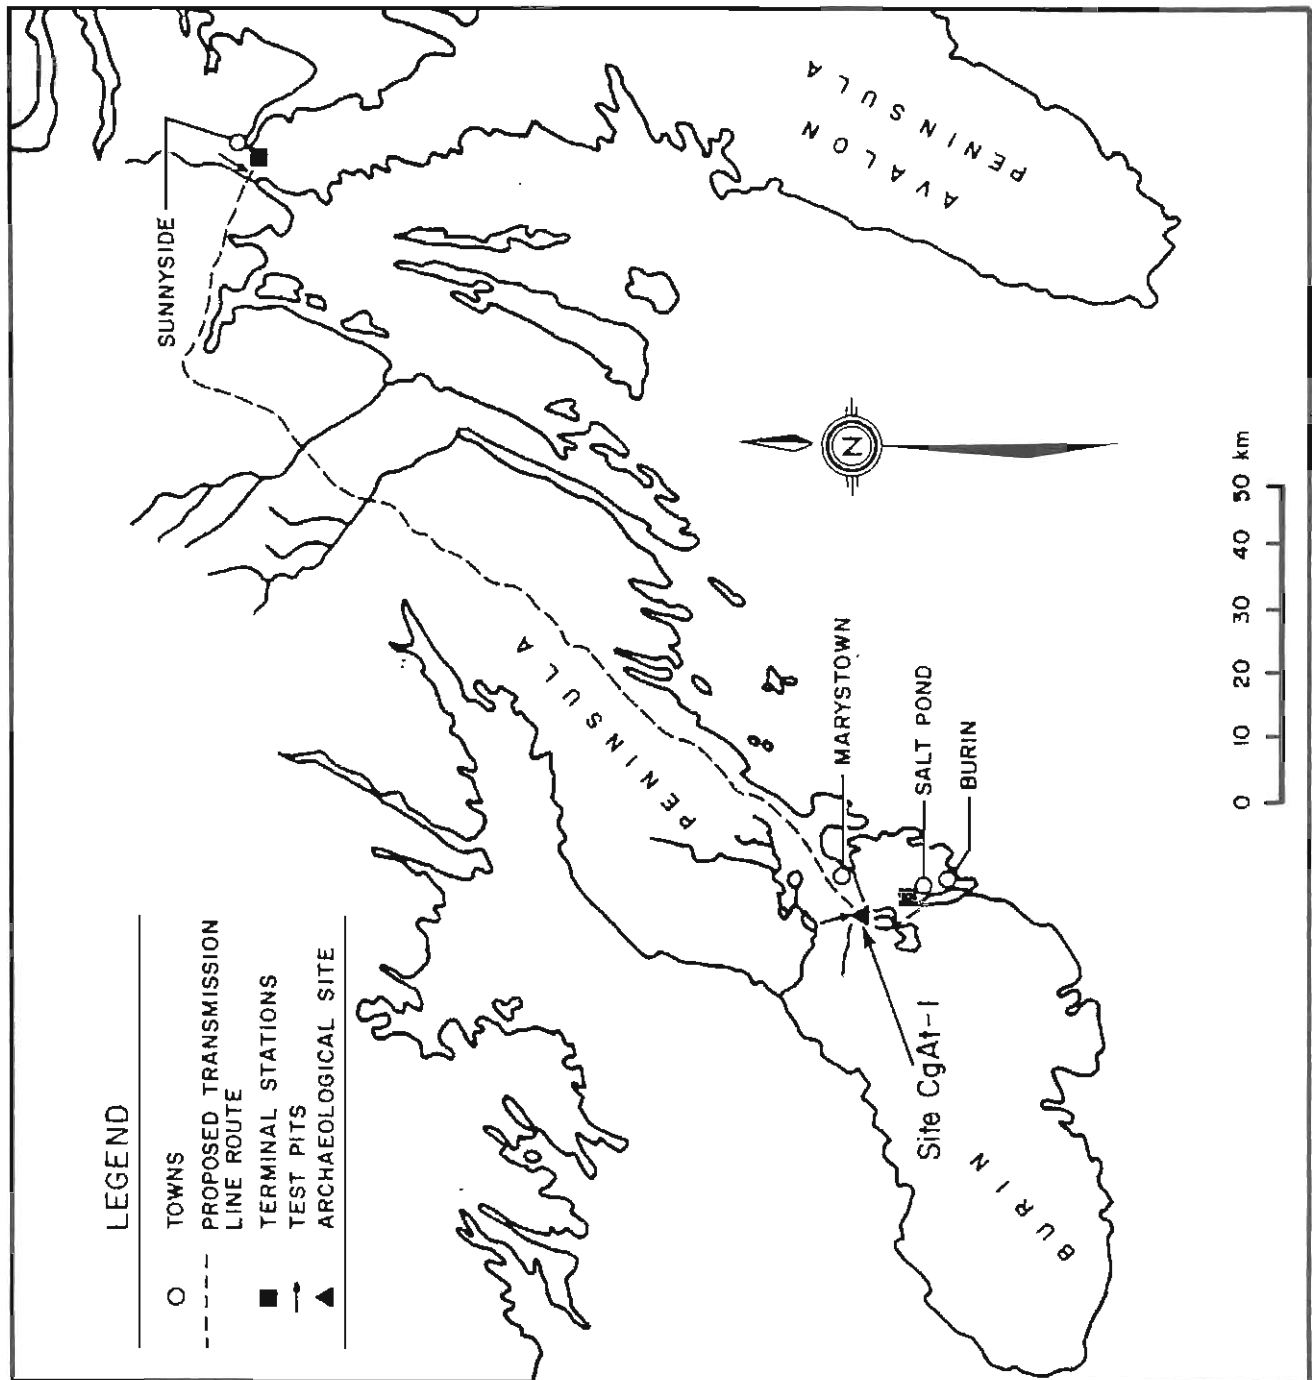 LEGEND
TOWNS
PROPOSED TRANSMISSION
LINE ROUTE
TERMINAL STATIONS
TEST PITS
ARCHAEOLOGICAL SITE
SUNNYSIDE
AVALON
PENINSULA
BURIN
PENINSULA
MARYSTOWN
SALT POND
BURIN
Site CgAt-1
N
0 10 20 30 40 50 km